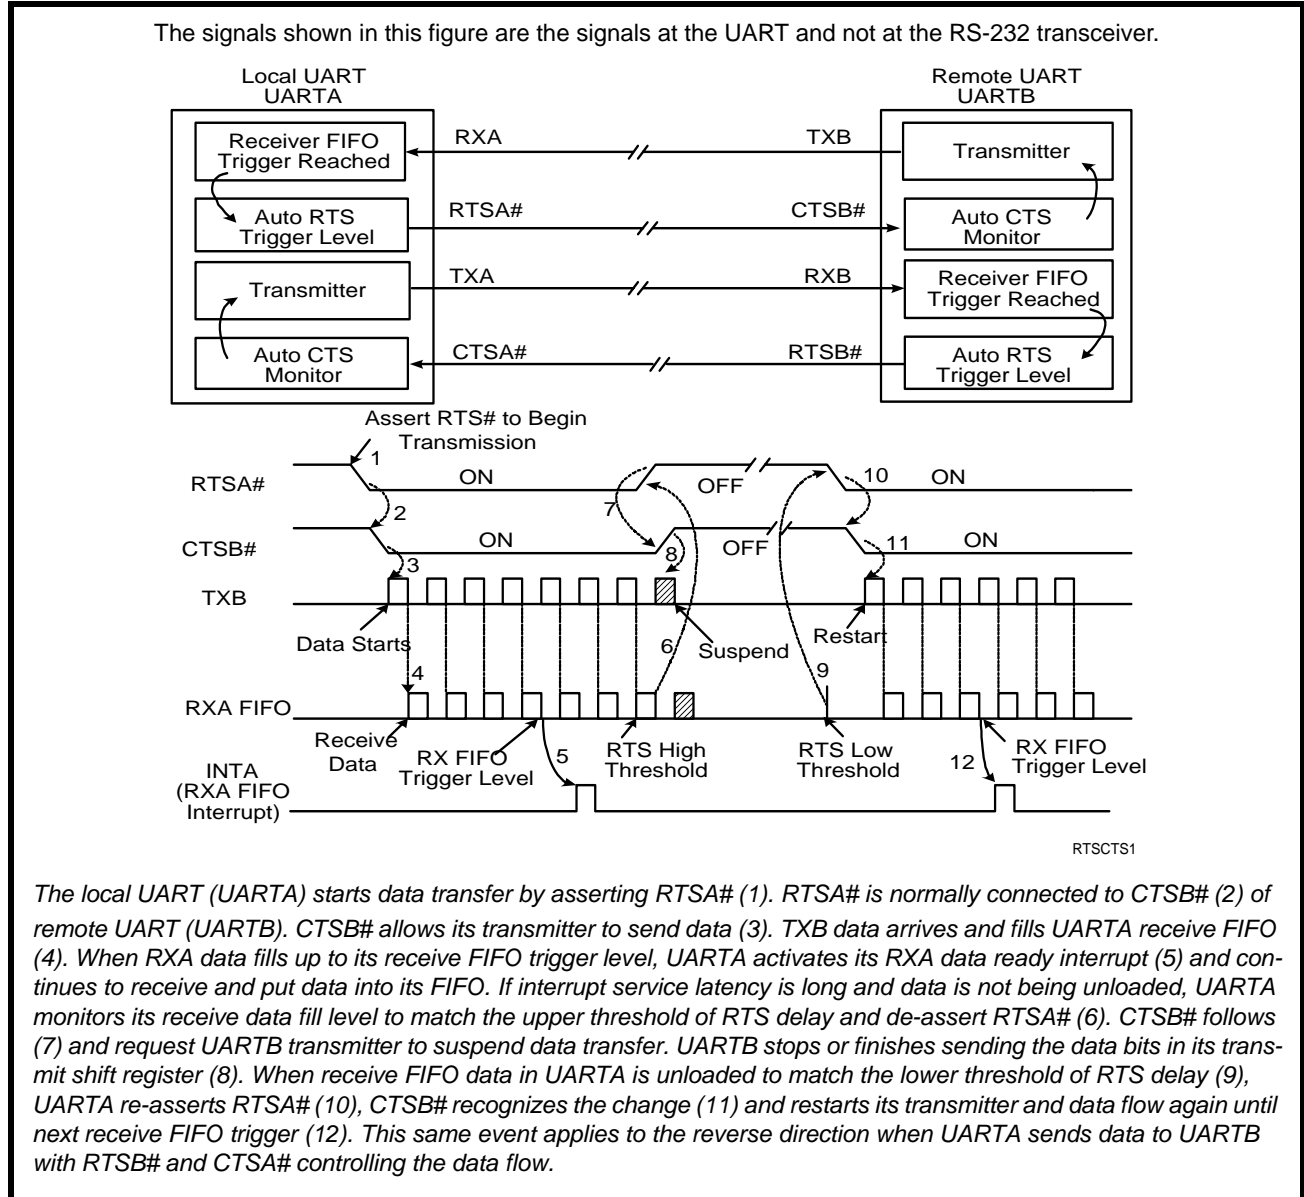 The signals shown in this figure are the signals at the UART and not at the RS-232 transceiver.
Local UART
UARTA
Remote UART
UARTB
Receiver FIFO
Trigger Reached
RXA
TXB
Transmitter
Auto RTS
Trigger Level
RTSA#
CTSB#
Auto CTS
Monitor
Transmitter
TXA
RXB
Receiver FIFO
Trigger Reached
Auto CTS
Monitor
CTSA#
RTSB#
Auto RTS
Trigger Level
Assert RTS# to Begin
Transmission
1
RTSA#
ON
OFF
10
ON
2
7
CTSB#
ON
OFF
11
ON
3
8
TXB
Data Starts
6
Suspend
Restart
4
9
RXA FIFO
Receive
Data
RX FIFO
Trigger Level
5
RTS High
Threshold
RTS Low
Threshold
12
RX FIFO
Trigger Level
INTA
(RXA FIFO
Interrupt)
RTSCTS1
The local UART (UARTA) starts data transfer by asserting RTSA# (1). RTSA# is normally connected to CTSB# (2) of
remote UART (UARTB). CTSB# allows its transmitter to send data (3). TXB data arrives and fills UARTA receive FIFO
(4). When RXA data fills up to its receive FIFO trigger level, UARTA activates its RXA data ready interrupt (5) and con-
tinues to receive and put data into its FIFO. If interrupt service latency is long and data is not being unloaded, UARTA
monitors its receive data fill level to match the upper threshold of RTS delay and de-assert RTSA# (6). CTSB# follows
(7) and request UARTB transmitter to suspend data transfer. UARTB stops or finishes sending the data bits in its trans-
mit shift register (8). When receive FIFO data in UARTA is unloaded to match the lower threshold of RTS delay (9),
UARTA re-asserts RTSA# (10), CTSB# recognizes the change (11) and restarts its transmitter and data flow again until
next receive FIFO trigger (12). This same event applies to the reverse direction when UARTA sends data to UARTB
with RTSB# and CTSA# controlling the data flow.